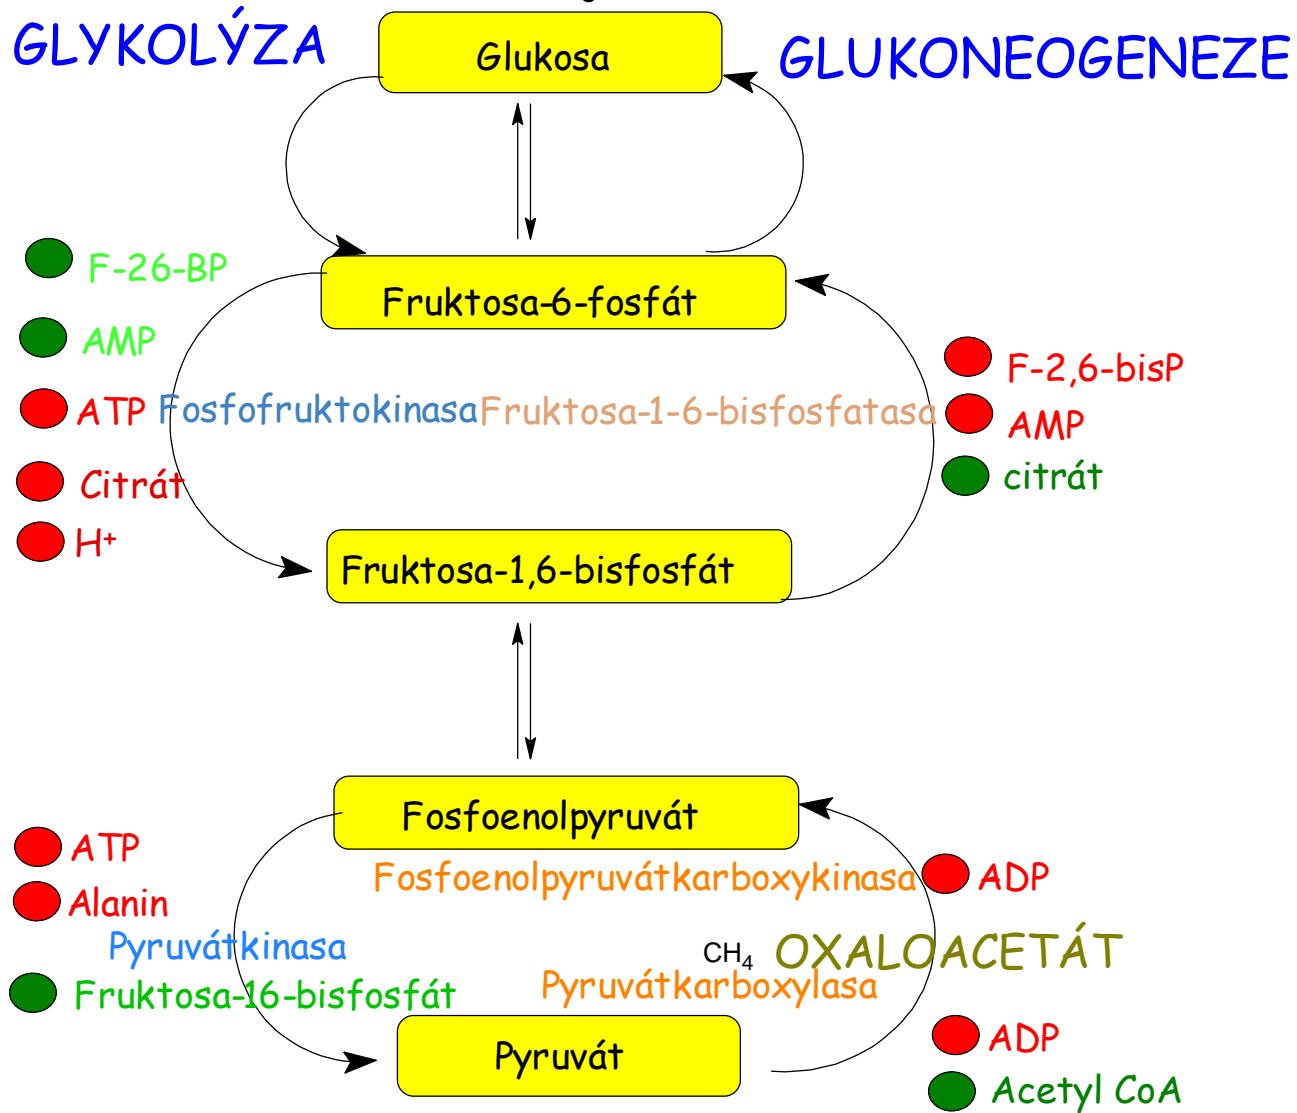 GLYKOLÝZA
Glukosa
GLUKONEOGENEZE
F-26-BP
Fruktosa-6-fosfát
AMP
F-2,6-bisP
ATP
Fosfofruktokinasa
Fruktosa-1-6-bisfosfatasa
AMP
Citrát
citrát
H+
Fruktosa-1,6-bisfosfát
Fosfoenolpyruvát
ATP
Fosfoenolpyruvátkarboxykinasa
ADP
Alanin
Pyruvátkinasa
CH4
OXALOACETÁT
Fruktosa-16-bisfosfát
Pyruvátkarboxylasa
Pyruvát
ADP
Acetyl CoA